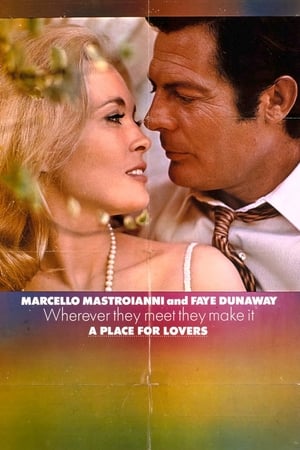 MARCELLO MASTROIANNI and FAYE DUNAWAY
Wherever they meet they make it
A PLACE FOR LOVERS